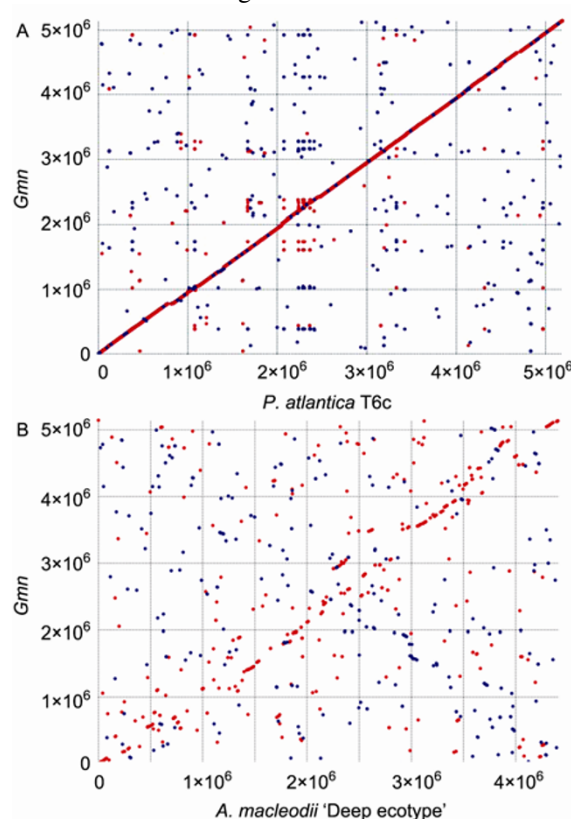 A
5×10⁶
4×10⁶
3×10⁶
2×10⁶
1×10⁶
0
Gmn
0 1×10⁶ 2×10⁶ 3×10⁶ 4×10⁶ 5×10⁶
P. atlantica T6c
B
5×10⁶
4×10⁶
3×10⁶
2×10⁶
1×10⁶
0
Gmn
0 1×10⁶ 2×10⁶ 3×10⁶ 4×10⁶
A. macleodii 'Deep ecotype'